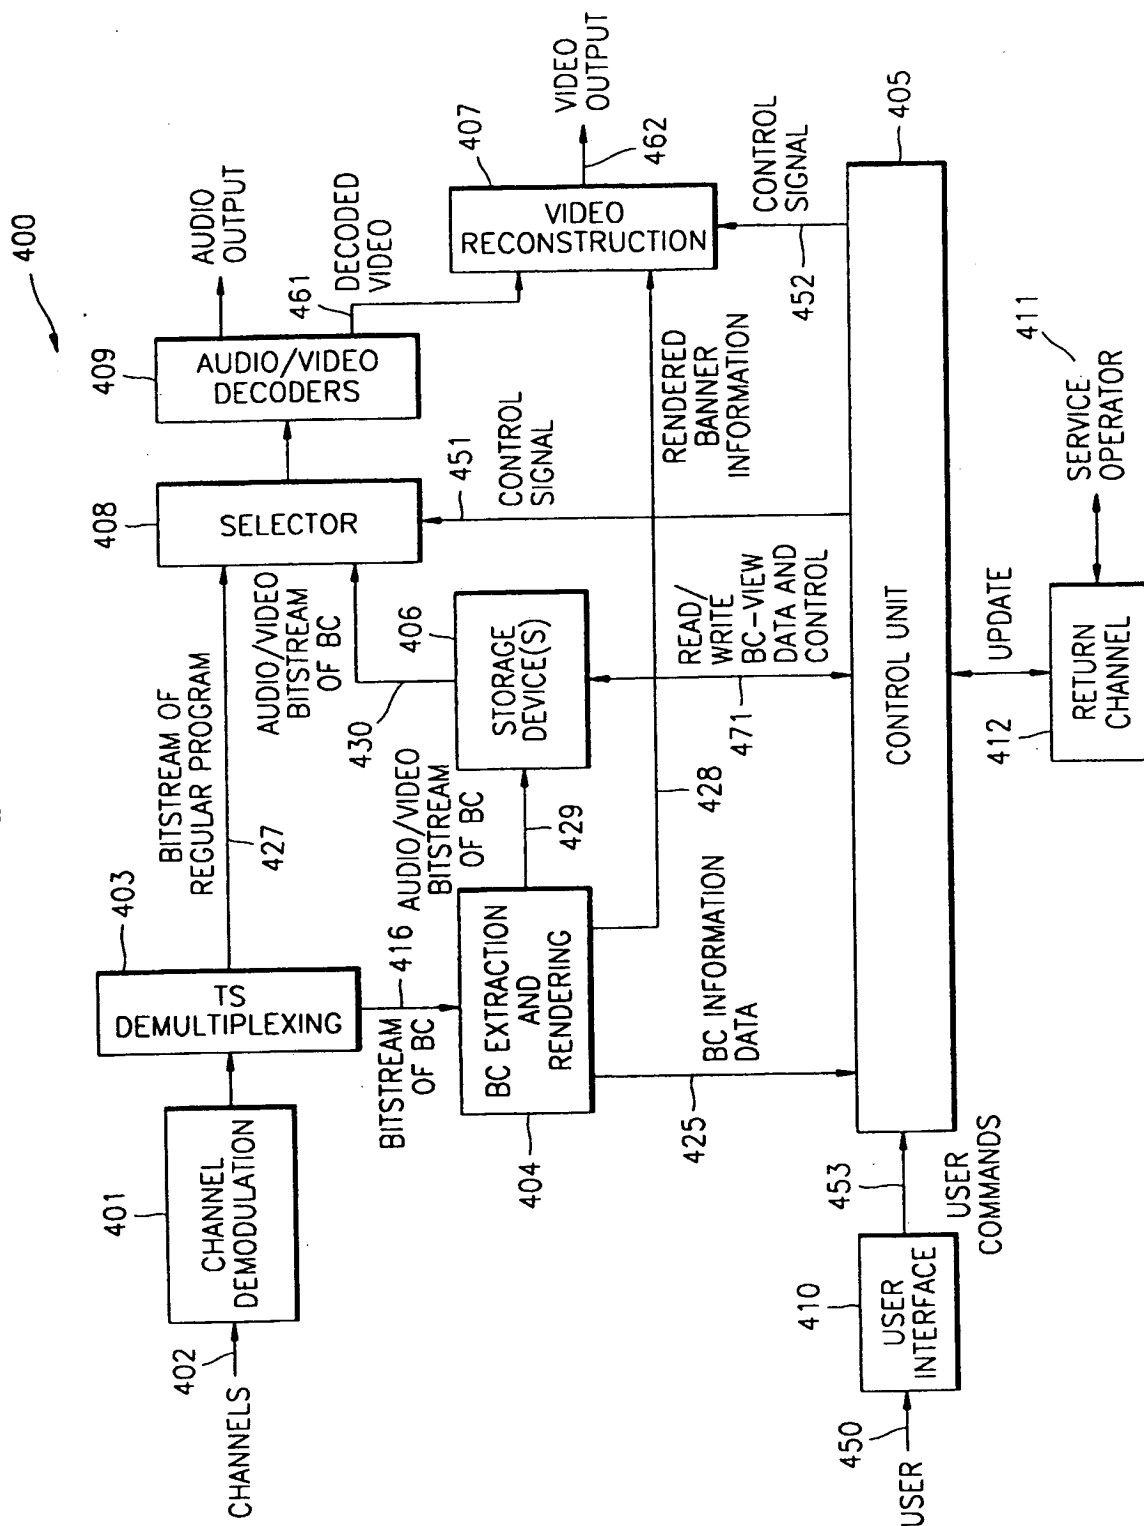 400
CHANNELS
402
401
CHANNEL
DEMODULATION
403
TS
DEMULTIPLEXING
BITSTREAM OF
REGULAR PROGRAM
427
416
BITSTREAM
OF BC
404
BC EXTRACTION
AND
RENDERING
AUDIO/VIDEO
BITSTREAM
OF BC
429
406
STORAGE
DEVICE(S)
430
AUDIO/VIDEO
BITSTREAM
OF BC
408
SELECTOR
409
AUDIO/VIDEO
DECODERS
AUDIO
OUTPUT
461
DECODED
VIDEO
407
VIDEO
RECONSTRUCTION
462
VIDEO
OUTPUT
451
CONTROL
SIGNAL
452
CONTROL
SIGNAL
428
RENDERED
BANNER
INFORMATION
471
READ/
WRITE
BC-VIEW
DATA AND
CONTROL
425
BC INFORMATION
DATA
405
CONTROL UNIT
USER
450
410
USER
INTERFACE
453
USER
COMMANDS
UPDATE
412
RETURN
CHANNEL
SERVICE
OPERATOR
411